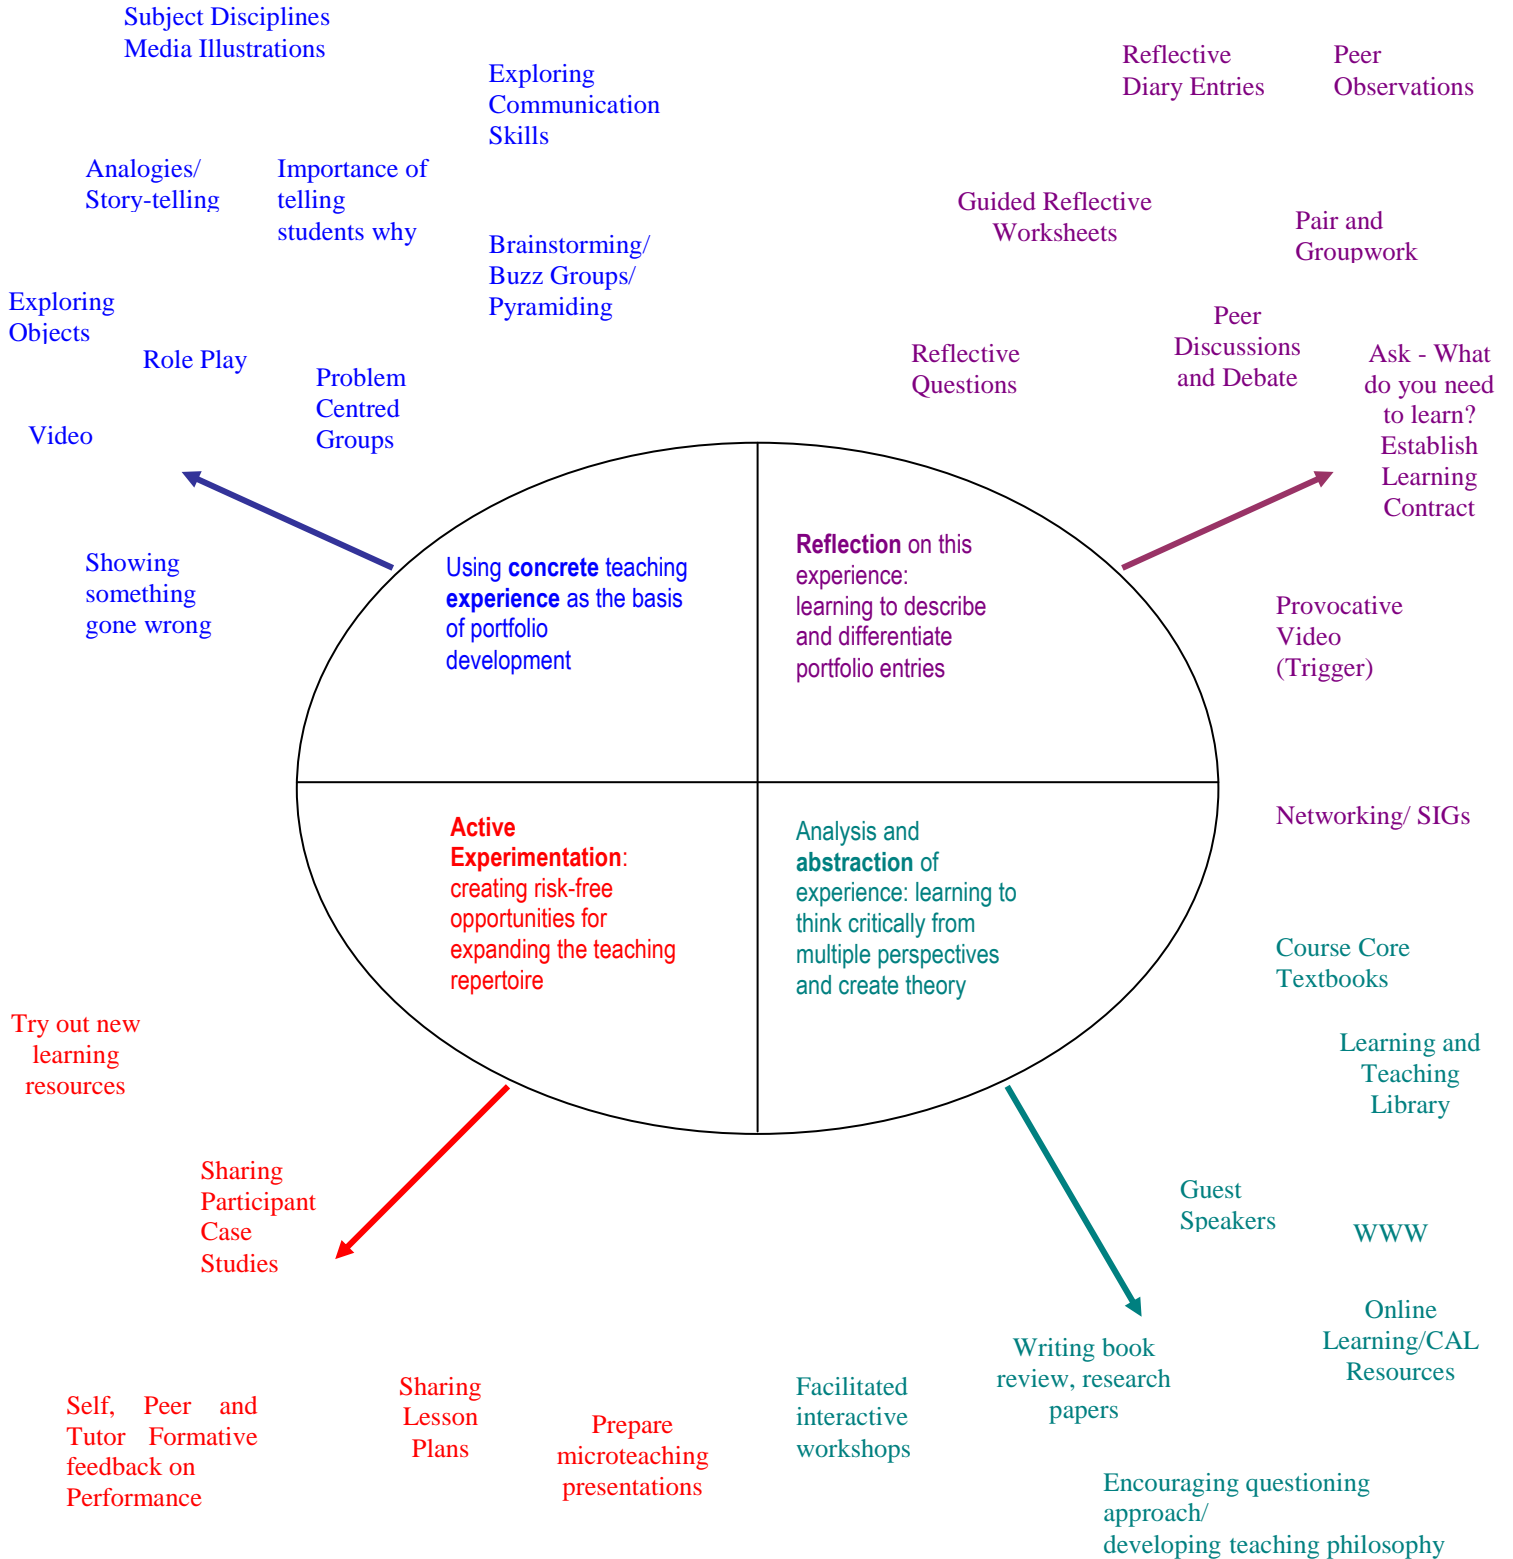 Subject Disciplines
Media Illustrations
Exploring
Communication
Skills
Analogies/
Story-telling
Importance of
telling
students why
Brainstorming/
Buzz Groups/
Pyramiding
Exploring
Objects
Role Play
Problem
Centred
Groups
Video
Showing
something
gone wrong
Reflective
Diary Entries
Peer
Observations
Guided Reflective
Worksheets
Pair and
Groupwork
Peer
Discussions
and Debate
Reflective
Questions
Ask - What
do you need
to learn?
Establish
Learning
Contract
Provocative
Video
(Trigger)
Networking/ SIGs
Using concrete teaching
experience as the basis
of portfolio
development
Reflection on this
experience:
learning to describe
and differentiate
portfolio entries
Active
Experimentation:
creating risk-free
opportunities for
expanding the teaching
repertoire
Analysis and
abstraction of
experience: learning to
think critically from
multiple perspectives
and create theory
Course Core
Textbooks
Learning and
Teaching
Library
Guest
Speakers
WWW
Online
Learning/CAL
Resources
Writing book
review, research
papers
Facilitated
interactive
workshops
Encouraging questioning
approach/
developing teaching philosophy
Try out new
learning
resources
Sharing
Participant
Case
Studies
Self, Peer and
Tutor Formative
feedback on
Performance
Sharing
Lesson
Plans
Prepare
microteaching
presentations